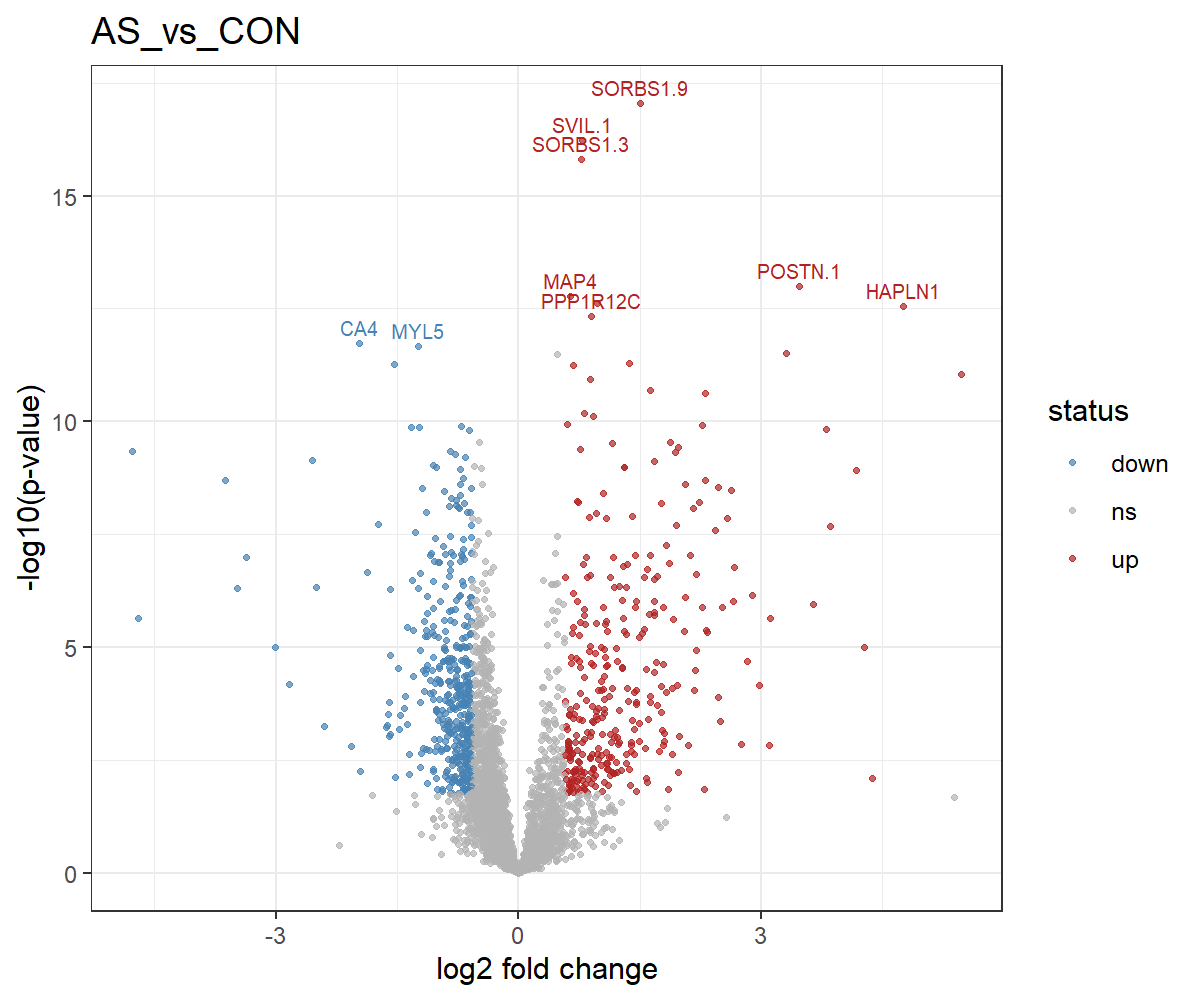 AS_vs_CON
SORBS1.9
SVIL.1
SORBS1.3
15
POSTN.1
MAP4
HAPLN1
PPP1R12C
CA4
MYL5
10
5
0
-log10(p-value)
-3
0
3
log2 fold change
status
down
ns
up